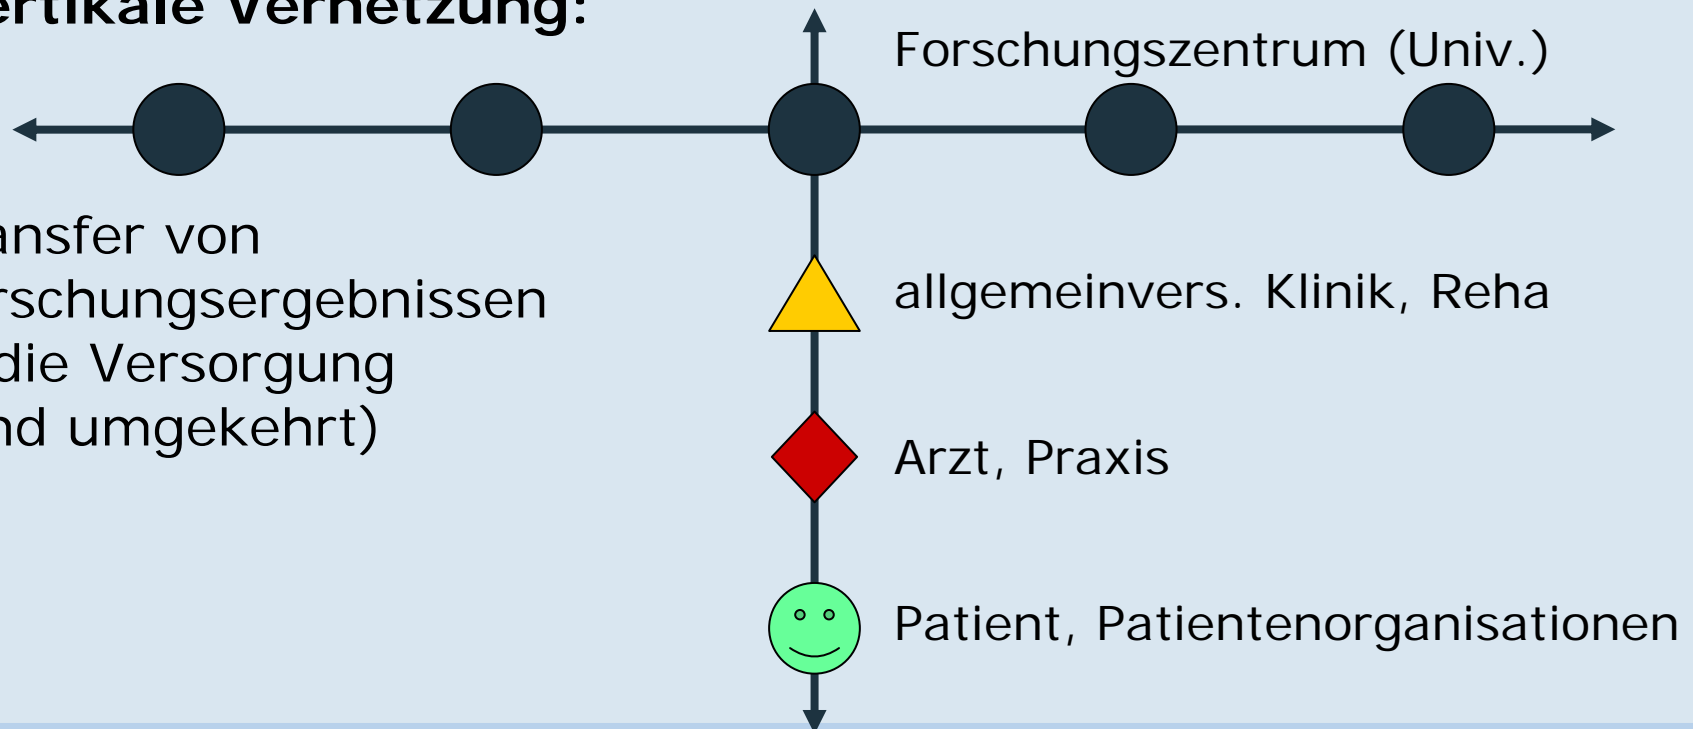 ertikale Vernetzung:
Forschungszentrum (Univ.)
ansfer von
rschungsergebnissen
die Versorgung
nd umgekehrt)
allgemeinvers. Klinik, Reha
Arzt, Praxis
Patient, Patientenorganisationen